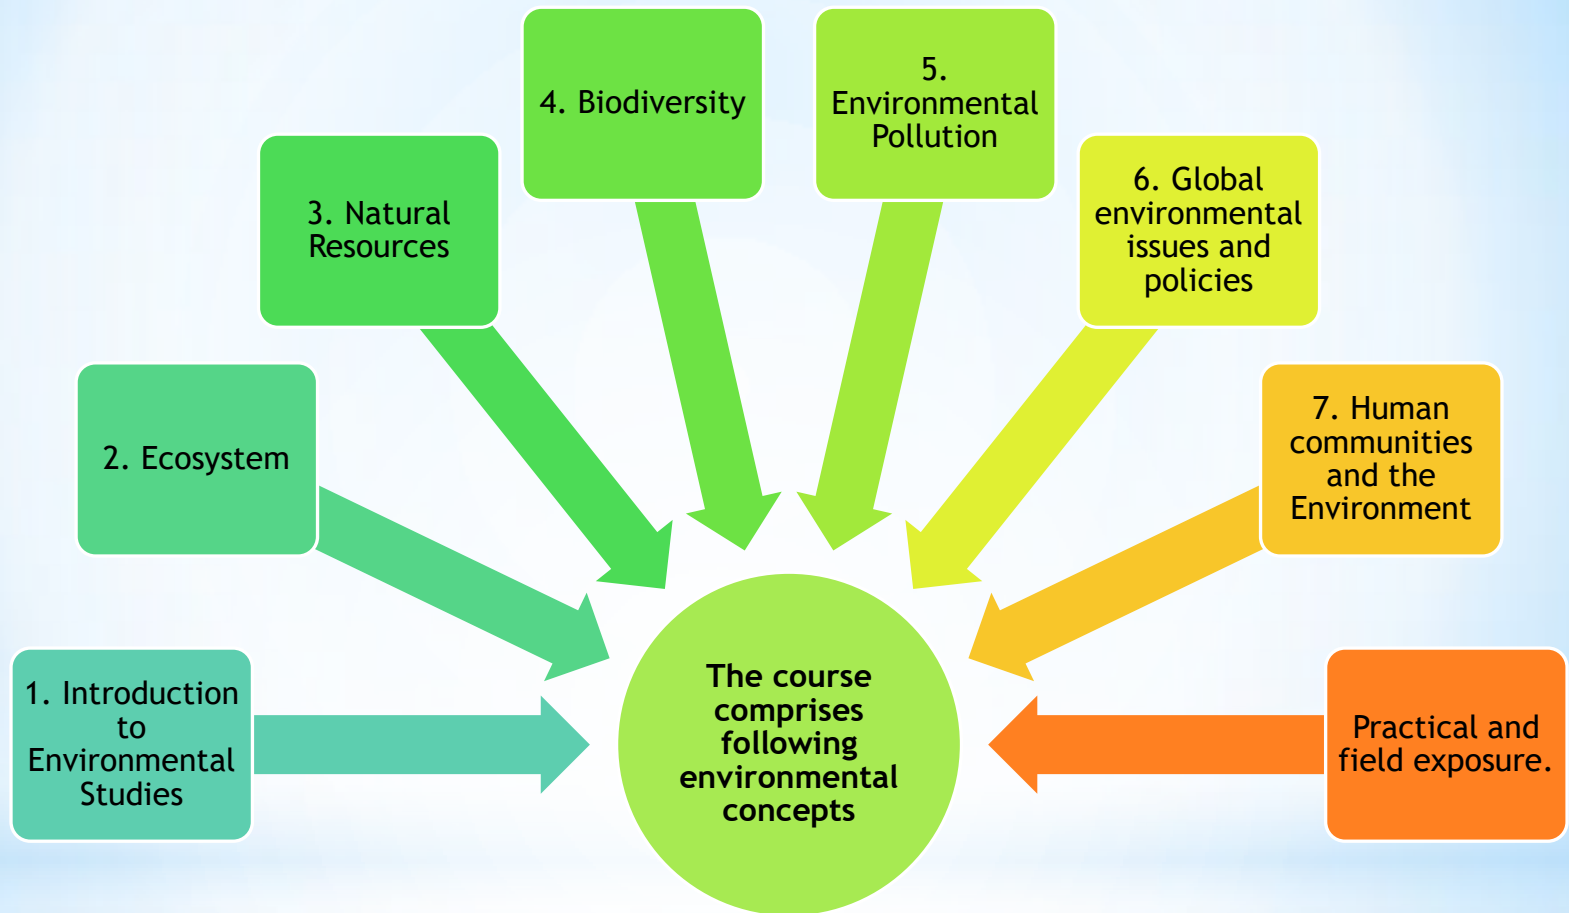 1. Introduction
to
Environmental
Studies
2. Ecosystem
3. Natural
Resources
4. Biodiversity
5.
Environmental
Pollution
6. Global
environmental
issues and
policies
7. Human
communities
and the
Environment
Practical and
field exposure.
The course
comprises
following
environmental
concepts